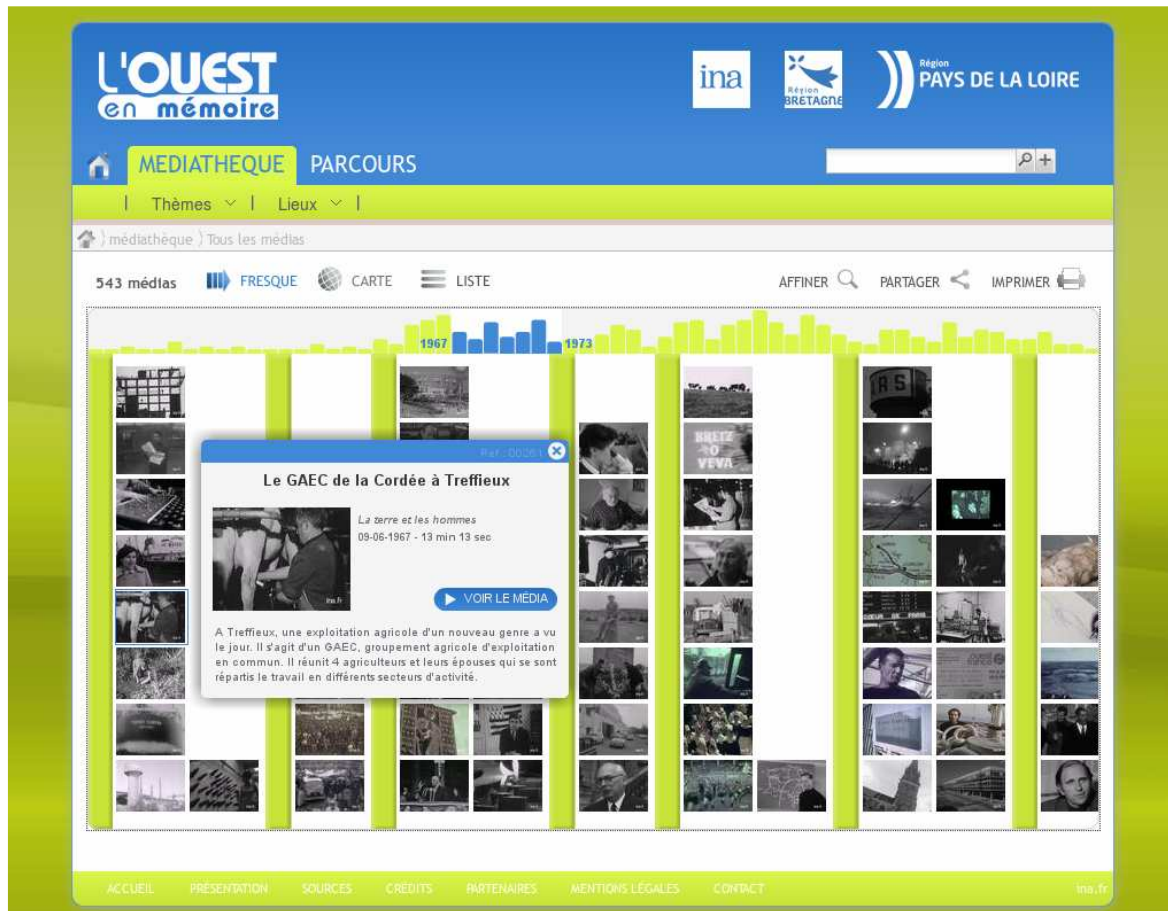 L'OUEST
en mémoire
ina
Région
BRETAGNE
Région
PAYS DE LA LOIRE
MEDIATHEQUE PARCOURS
| Thèmes | Lieux |
médiathèque Tous les médias
543 médias FRESQUE CARTE LISTE AFFINER PARTAGER IMPRIMER
1967 1973
RS
BREIZ
O
VEVA
Ref: 00261
Le GAEC de la Cordée à Treffieux
La terre et les hommes
09-06-1967 - 13 min 13 sec
ina.fr
VOIR LE MÉDIA
A Treffieux, une exploitation agricole d'un nouveau genre a vu
le jour. Il s'agit d'un GAEC, groupement agricole d'exploitation
en commun. Il réunit 4 agriculteurs et leurs épouses qui se sont
répartis le travail en différents secteurs d'activité.
ouest
france
ACCUEIL PRÉSENTATION SOURCES CRÉDITS PARTENAIRES MENTIONS LÉGALES CONTACT ina.fr